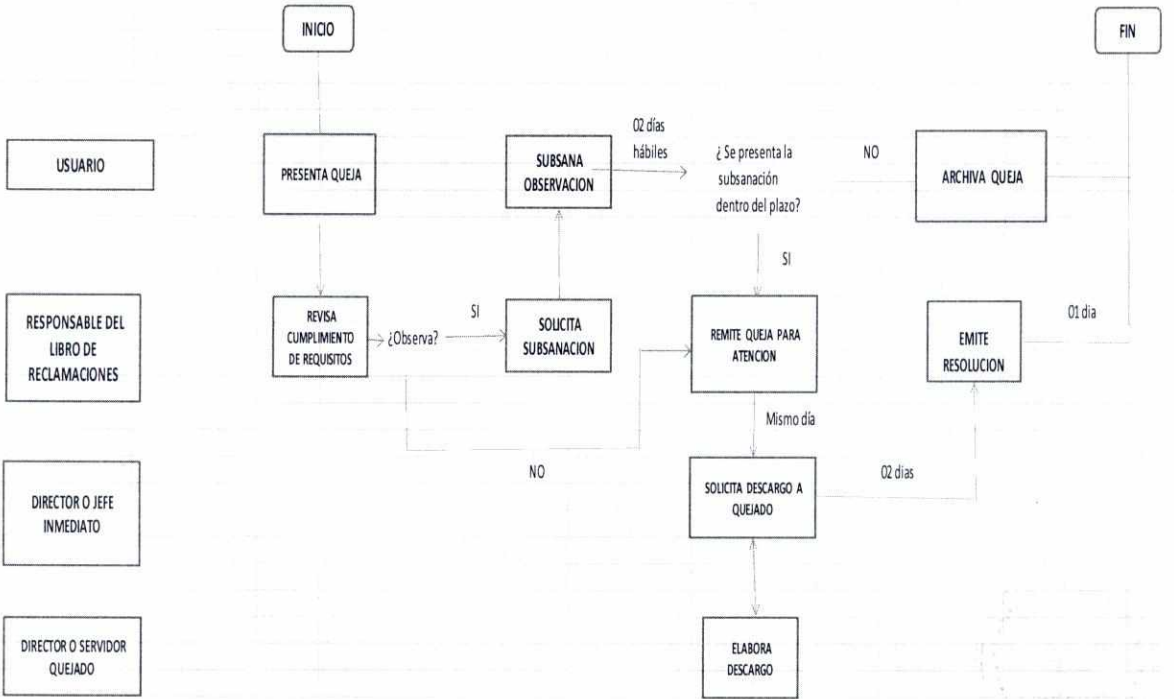 INICIO
FIN
USUARIO
PRESENTA QUEJA
SUBSANA
OBSERVACION
02 días
hábiles
¿ Se presenta la
subsanación
dentro del plazo?
NO
ARCHIVA QUEJA
SI
RESPONSABLE DEL
LIBRO DE
RECLAMACIONES
REVISA
CUMPLIMIENTO
DE REQUISITOS
¿Observa?
SI
SOLICITA
SUBSANACION
REMITE QUEJA PARA
ATENCION
EMITE
RESOLUCION
01 dia
Mismo día
NO
DIRECTOR O JEFE
INMEDIATO
SOLICITA DESCARGO A
QUEJADO
02 dias
DIRECTOR O SERVIDOR
QUEJADO
ELABORA
DESCARGO